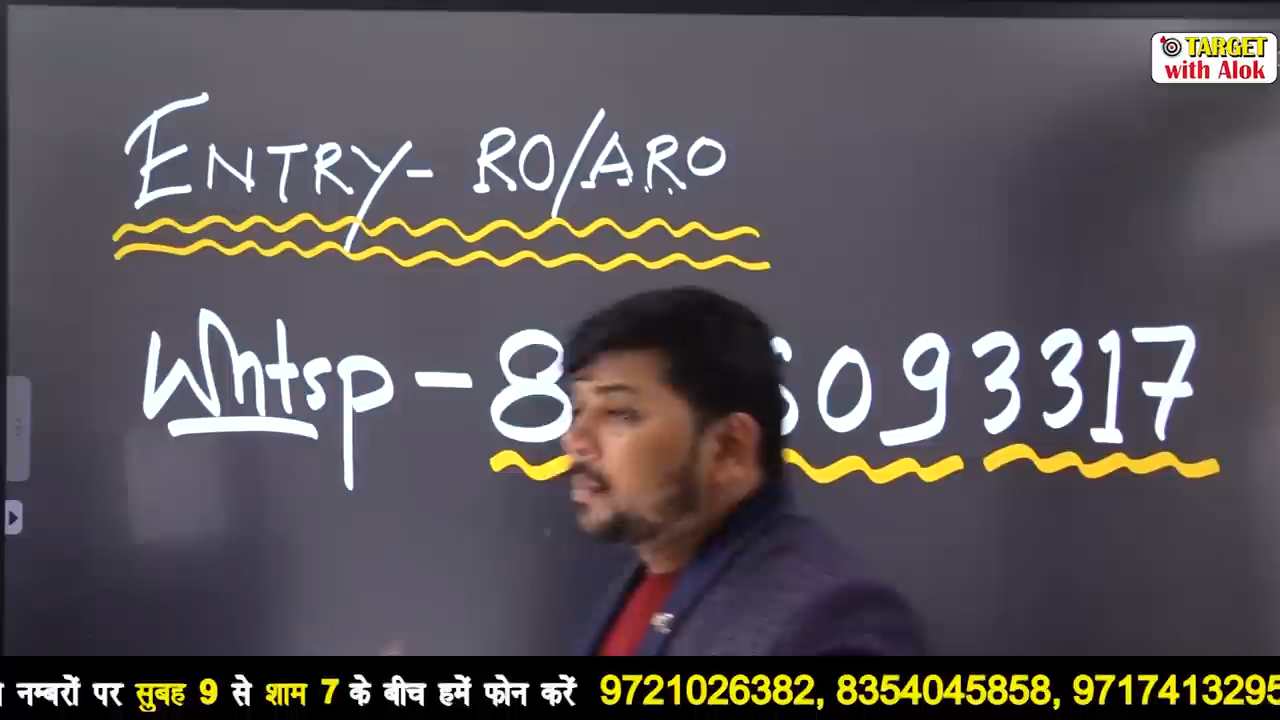 TARGET
with Alok
ENTRY- RO/ARO
Whtsp - 8 6093317
नम्बरों पर सुबह 9 से शाम 7 के बीच हमें फोन करें 9721026382, 8354045858, 9717413295